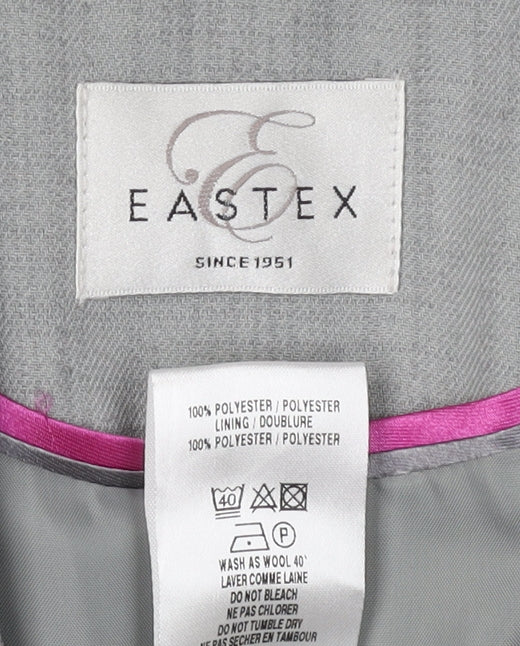 E
EASTEX
SINCE 1951
100% POLYESTER / POLYESTER
LINING / DOUBLURE
100% POLYESTER / POLYESTER
40
P
WASH AS WOOL 40°
LAVER COMME LAINE
DO NOT BLEACH
NE PAS CHLORER
DO NOT TUMBLE DRY
NE PAS SECHER EN TAMBOUR